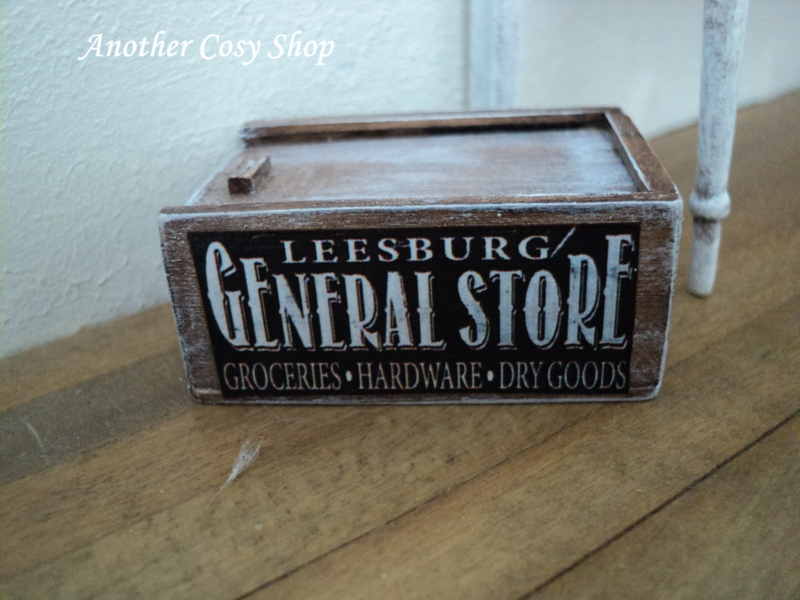 Another Cosy Shop
LEESBURG
GENERAL STORE
GROCERIES • HARDWARE • DRY GOODS